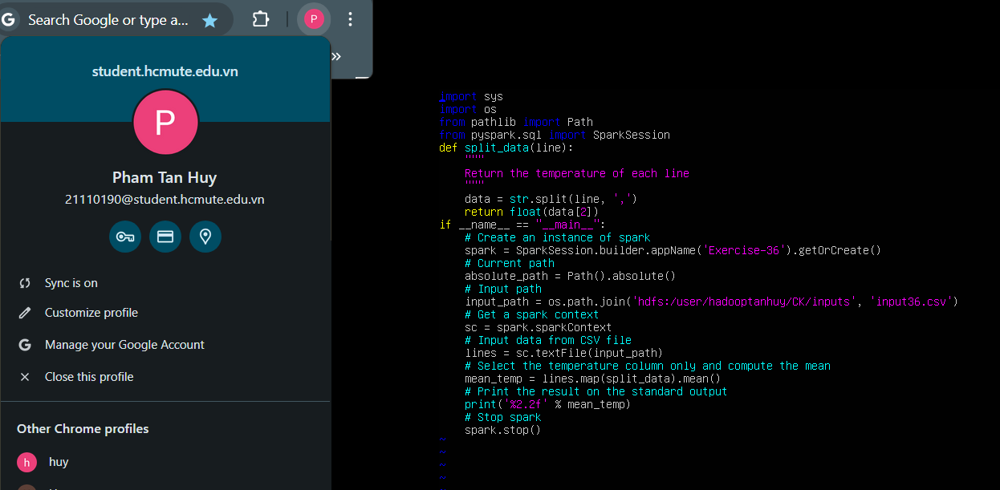 G Search Google or type a...
P
»
student.hcmute.edu.vn
P
Pham Tan Huy
21110190@student.hcmute.edu.vn
Sync is on
Customize profile
G Manage your Google Account
Close this profile
Other Chrome profiles
h huy
import sys
import os
from pathlib import Path
from pyspark.sql import SparkSession
def split_data(line):
    """
    Return the temperature of each line
    """
    data = str.split(line, ',')
    return float(data[2])
if __name__ == "__main__":
    # Create an instance of spark
    spark = SparkSession.builder.appName('Exercise-36').getOrCreate()
    # Current path
    absolute_path = Path().absolute()
    # Input path
    input_path = os.path.join('hdfs:/user/hadooptanhuy/CK/inputs', 'input36.csv')
    # Get a spark context
    sc = spark.sparkContext
    # Input data from CSV file
    lines = sc.textFile(input_path)
    # Select the temperature column only and compute the mean
    mean_temp = lines.map(split_data).mean()
    # Print the result on the standard output
    print('%2.2f' % mean_temp)
    # Stop spark
    spark.stop()
~
~
~
~